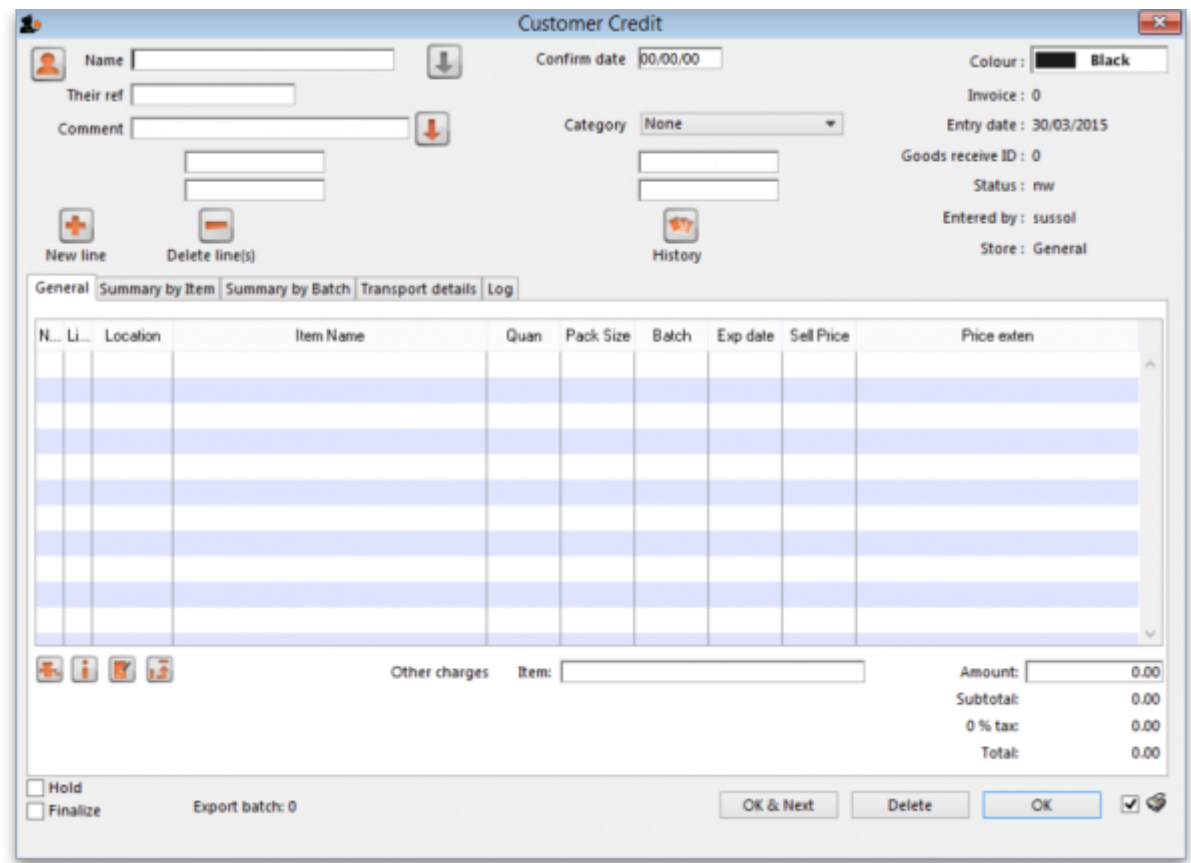 Customer Credit
Name
Confirm date 00/00/00
Colour: Black
Their ref
Invoice: 0
Comment
Category None
Entry date: 30/03/2015
Goods receive ID: 0
Status: nw
Entered by: sussol
New line
Delete line(s)
History
Store: General
General Summary by Item Summary by Batch Transport details Log
N... Li... Location Item Name Quan Pack Size Batch Exp date Sell Price Price exten
Other charges Item: Amount: 0.00
Subtotal: 0.00
0 % tax: 0.00
Total: 0.00
Hold
Finalize
Export batch: 0
OK & Next
Delete
OK